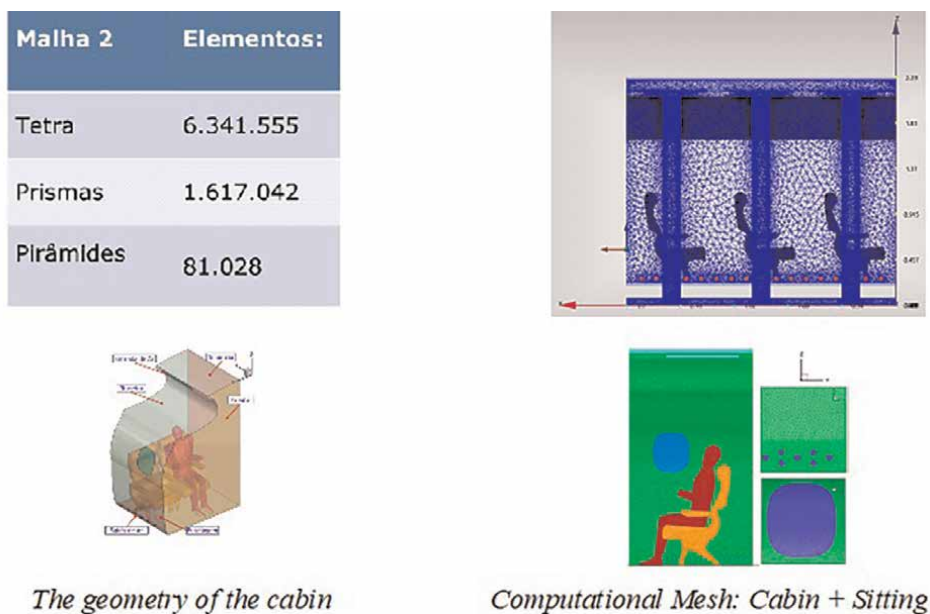 Malha 2 Elementos:
Tetra 6.341.555
Prismas 1.617.042
Pirâmides 81.028
The geometry of the cabin
Computational Mesh: Cabin + Sitting